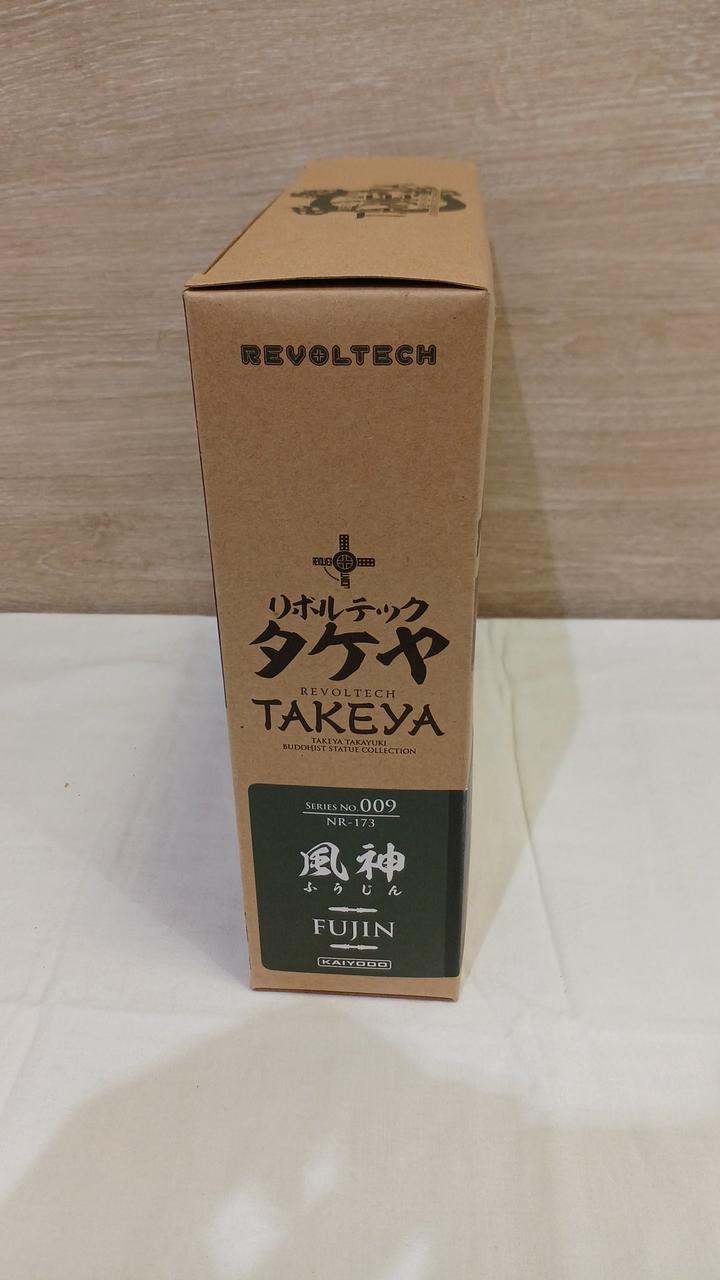 REVOLTECH
リボルテック
タケヤ
REVOLTECH
TAKEYA
TAKEYA TAKAYUKI
BUDDHIST STATUE COLLECTION
SERIES NO.009
NR-173
風神
ふうじん
FUJIN
KAIYODO